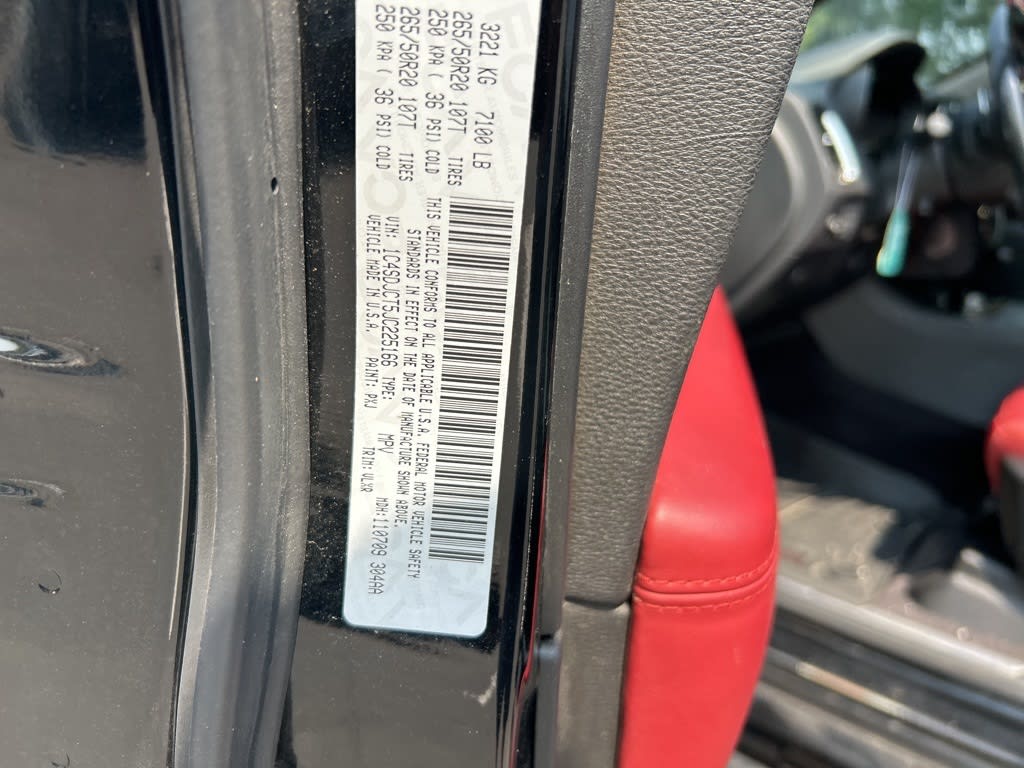 3221 KG 7100 LB
265/50R20 107T TIRES
250 KPA ( 36 PSI) COLD
265/50R20 107T TIRES
250 KPA ( 36 PSI) COLD
THIS VEHICLE CONFORMS TO ALL APPLICABLE U.S.A. FEDERAL MOTOR VEHICLE SAFETY
STANDARDS IN EFFECT ON THE DATE OF MANUFACTURE SHOWN ABOVE.
VIN: 1C4SDJCT5JC225166 TYPE: MPV MDH:110709 304AA
VEHICLE MADE IN U.S.A. PAINT: PXJ TRIM:VLXR